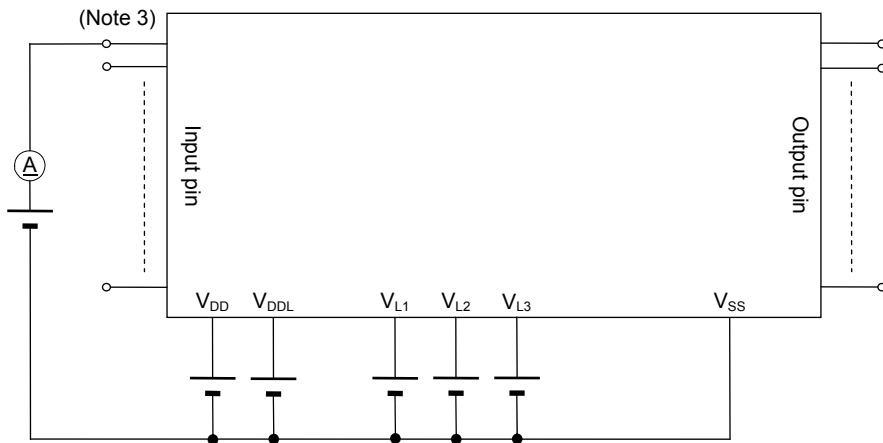 (Note 3)
A
Input pin
Output pin
VDD VDDL VL1 VL2 VL3 VSS